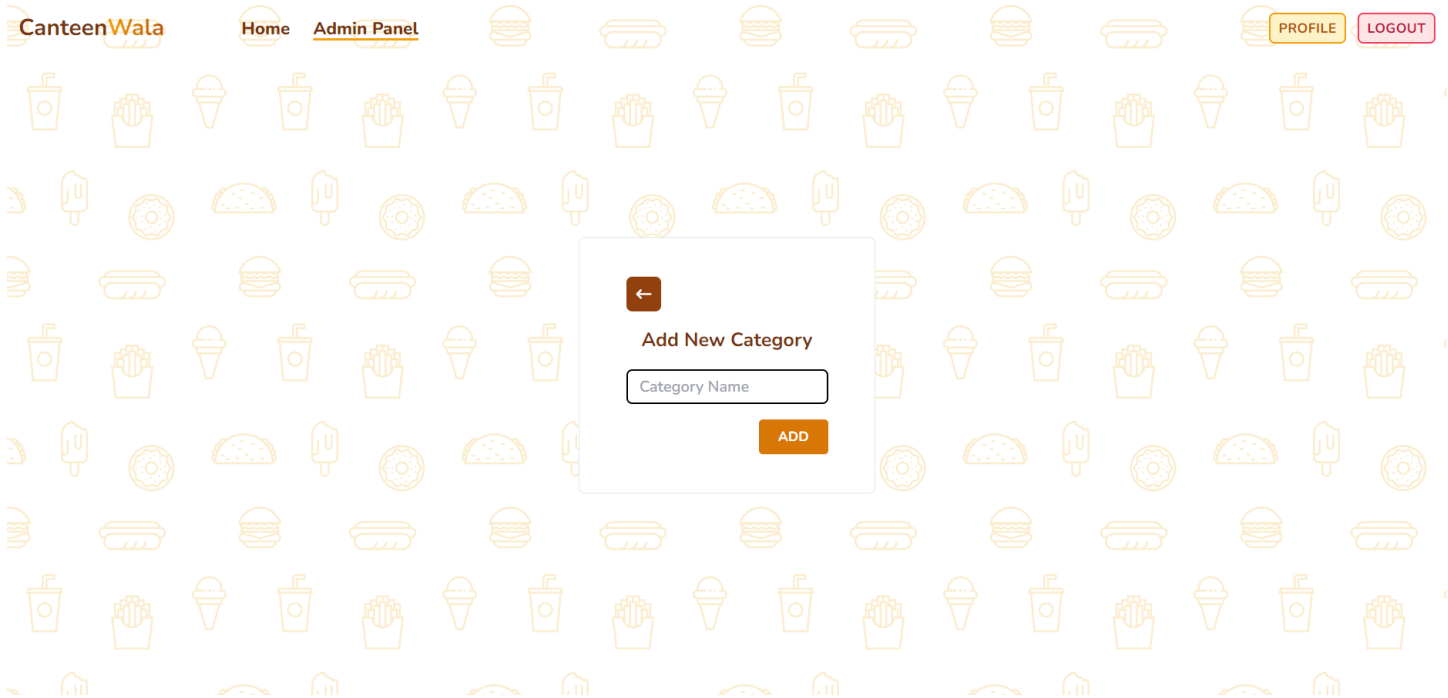 CanteenWala
Home
Admin Panel
PROFILE
LOGOUT
Add New Category
Category Name
ADD